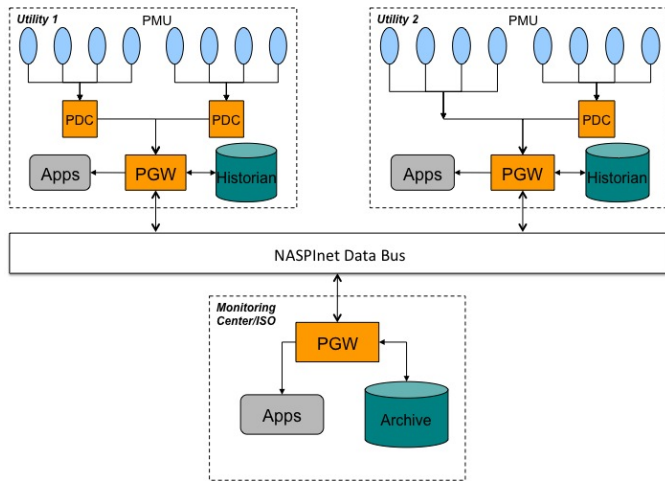 Utility 1
PMU
PDC
PDC
Apps
PGW
Historian
Utility 2
PMU
PDC
Apps
PGW
Historian
NASPInet Data Bus
Monitoring
Center/ISO
PGW
Apps
Archive